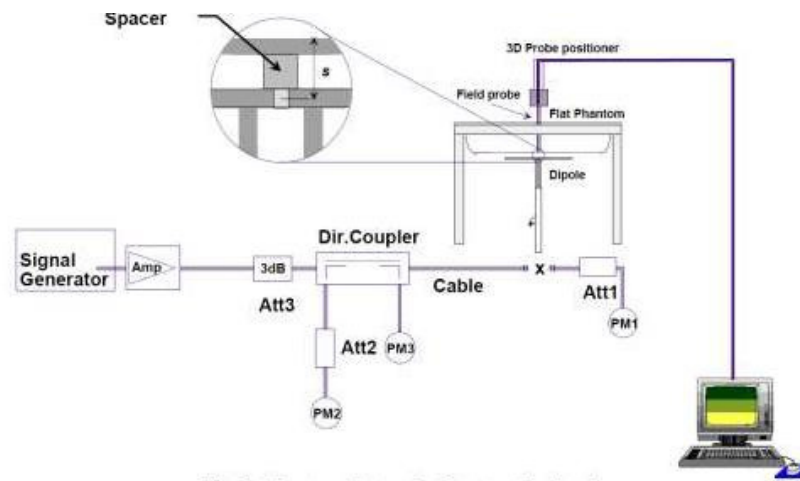 Spacer
s
3D Probe positioner
Field probe
Flat Phantom
Dipole
Dir.Coupler
Signal
Generator
Amp
3dB
Att3
Cable
x
Att1
PM1
Att2
PM3
PM2